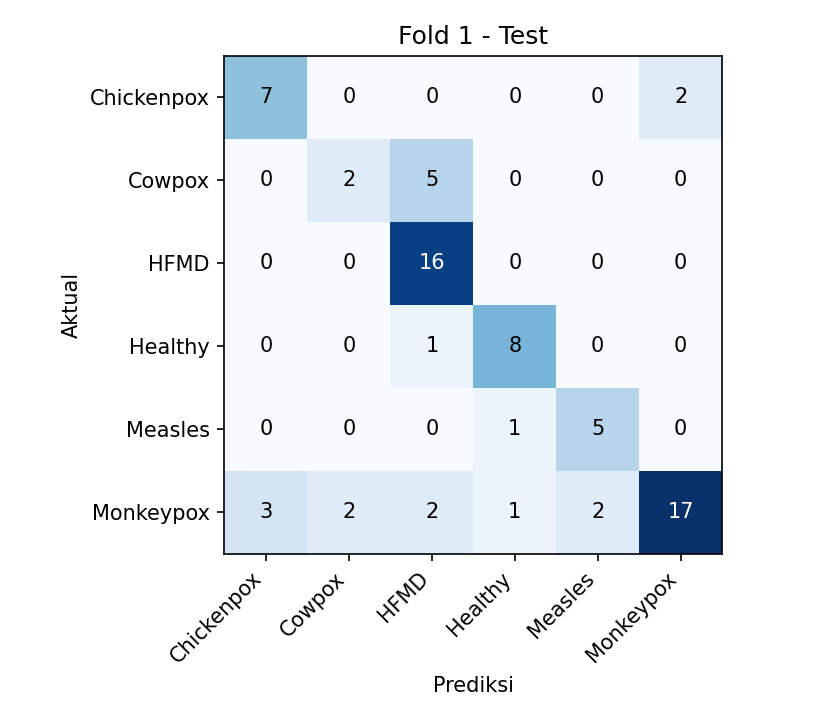 Fold 1 - Test
Chickenpox 7 0 0 0 0 2
Cowpox 0 2 5 0 0 0
HFMD 0 0 16 0 0 0
Healthy 0 0 1 8 0 0
Measles 0 0 0 1 5 0
Monkeypox 3 2 2 1 2 17
Aktual
Chickenpox Cowpox HFMD Healthy Measles Monkeypox
Prediksi